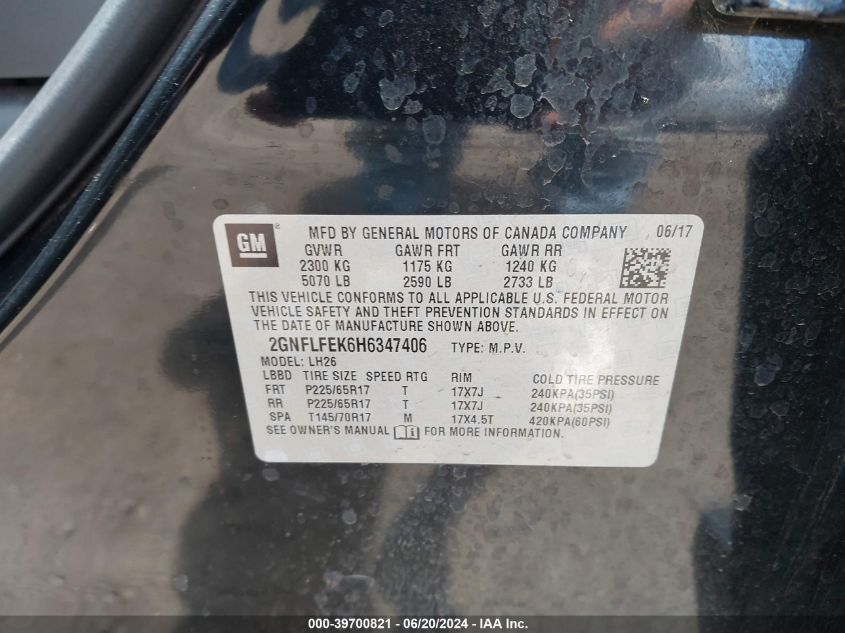 GM
MFD BY GENERAL MOTORS OF CANADA COMPANY 06/17
GVWR GAWR FRT GAWR RR
2300 KG 1175 KG 1240 KG
5070 LB 2590 LB 2733 LB
THIS VEHICLE CONFORMS TO ALL APPLICABLE U.S. FEDERAL MOTOR
VEHICLE SAFETY AND THEFT PREVENTION STANDARDS IN EFFECT ON
THE DATE OF MANUFACTURE SHOWN ABOVE.
2GNFLFEK6H6347406 TYPE: M.P.V.
MODEL: LH26
LBBD TIRE SIZE SPEED RTG RIM COLD TIRE PRESSURE
FRT P225/65R17 T 17X7J 240KPA(35PSI)
RR P225/65R17 T 17X7J 240KPA(35PSI)
SPA T145/70R17 M 17X4.5T 420KPA(60PSI)
SEE OWNER'S MANUAL FOR MORE INFORMATION.
000-39700821 - 06/20/2024 - IAA Inc.